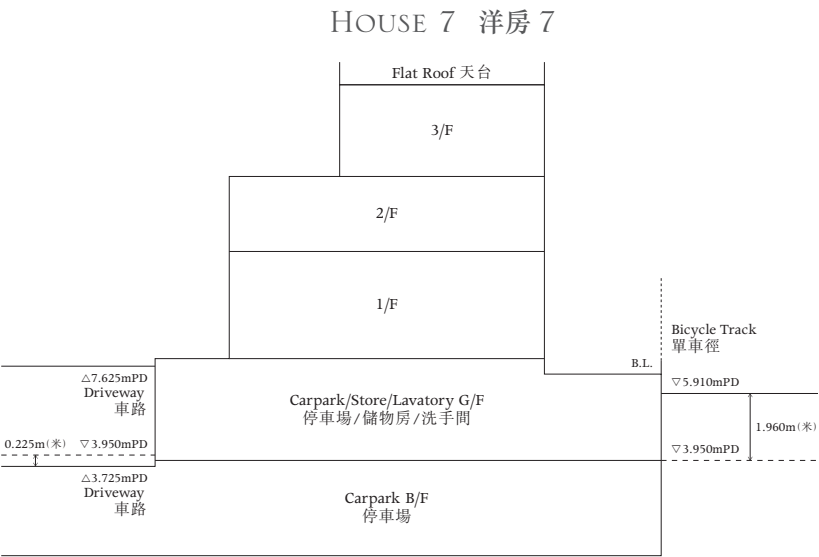 HOUSE 7 洋房 7
Flat Roof 天台
3/F
2/F
1/F
Bicycle Track
單車徑
B.L.
△7.625mPD
Driveway
車路
▽5.910mPD
Carpark/Store/Lavatory G/F
停車場/儲物房/洗手間
1.960m(米)
0.225m(米) ▽3.950mPD
▽3.950mPD
△3.725mPD
Driveway
車路
Carpark B/F
停車場